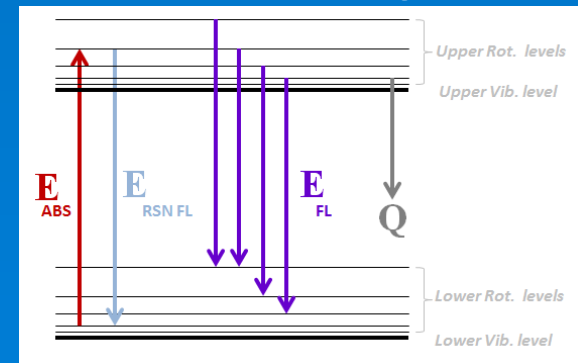 Upper Rot. levels
Upper Vib. level
E ABS
E RSN FL
E FL
Q
Lower Rot. levels
Lower Vib. level